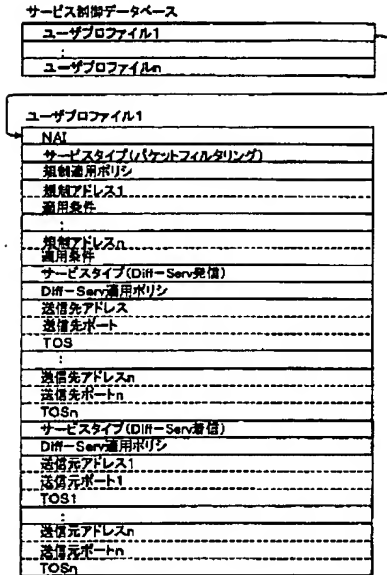 サービス制御データベース
ユーザプロファイル1
:
ユーザプロファイルn
ユーザプロファイル1
NAI
サービスタイプ(パケットフィルタリング)
規制適用ポリシ
規制アドレス1
適用条件
:
規制アドレスn
適用条件
サービスタイプ(Diff-Serv発信)
Diff-Serv適用ポリシ
送信先アドレス
送信先ポート
TOS
:
送信先アドレスn
送信先ポートn
TOSn
サービスタイプ(Diff-Serv着信)
Diff-Serv適用ポリシ
送信元アドレス1
送信元ポート1
TOS1
:
送信元アドレスn
送信元ポートn
TOSn